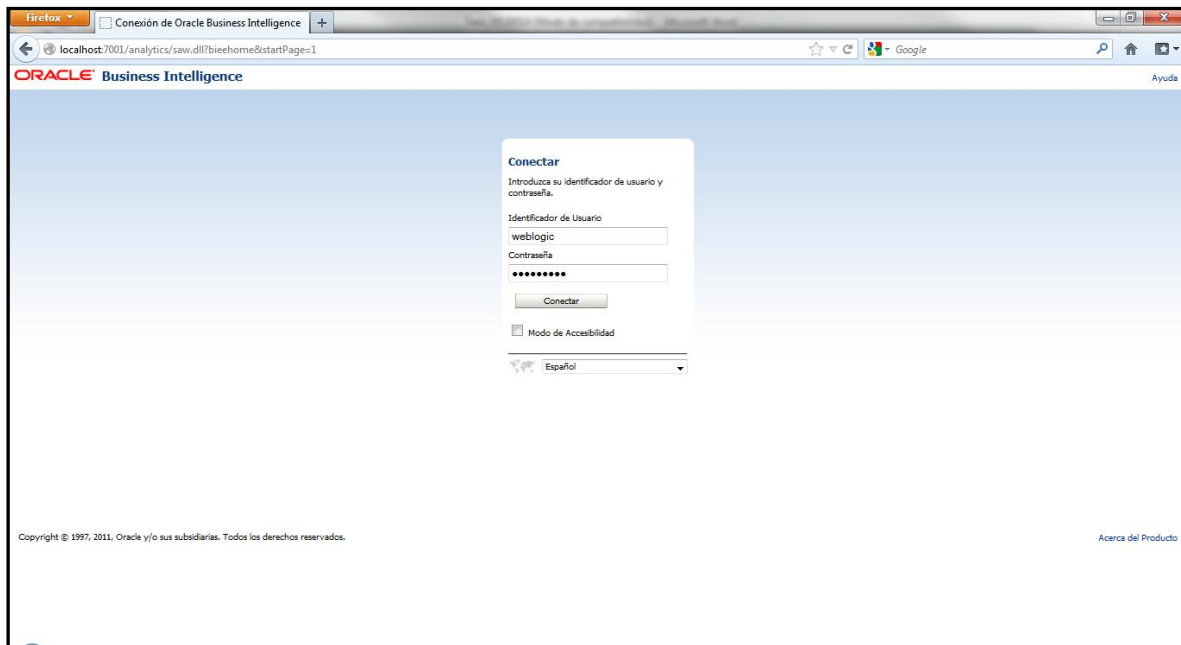 Firefox
Conexión de Oracle Business Intelligence
localhost:7001/analytics/saw.dll?bieehome&startPage=1
Google
ORACLE Business Intelligence
Ayuda
Conectar
Introduzca su identificador de usuario y
contraseña.
Identificador de Usuario
weblogic
Contraseña
•••••••••
Conectar
Modo de Accesibilidad
Español
Copyright © 1997, 2011, Oracle y/o sus subsidiarias. Todos los derechos reservados.
Acerca del Producto